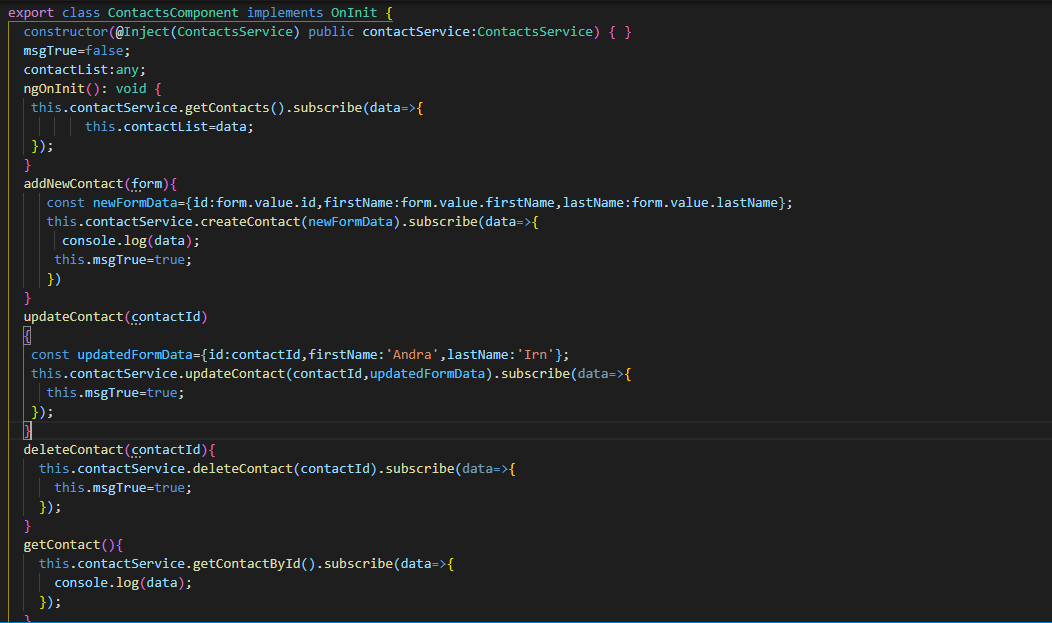 export class ContactsComponent implements OnInit {
constructor(@Inject(ContactsService) public contactService:ContactsService) { }
msgTrue=false;
contactList:any;
ngOnInit(): void {
this.contactService.getContacts().subscribe(data=>{
this.contactList=data;
});
}
addNewContact(form){
const newFormData={id:form.value.id,firstName:form.value.firstName,lastName:form.value.lastName};
this.contactService.createContact(newFormData).subscribe(data=>{
console.log(data);
this.msgTrue=true;
})
}
updateContact(contactId)
{
const updatedFormData={id:contactId,firstName:'Andra',lastName:'Irn'};
this.contactService.updateContact(contactId,updatedFormData).subscribe(data=>{
this.msgTrue=true;
});
}
deleteContact(contactId){
this.contactService.deleteContact(contactId).subscribe(data=>{
this.msgTrue=true;
});
}
getContact(){
this.contactService.getContactById().subscribe(data=>{
console.log(data);
});
}